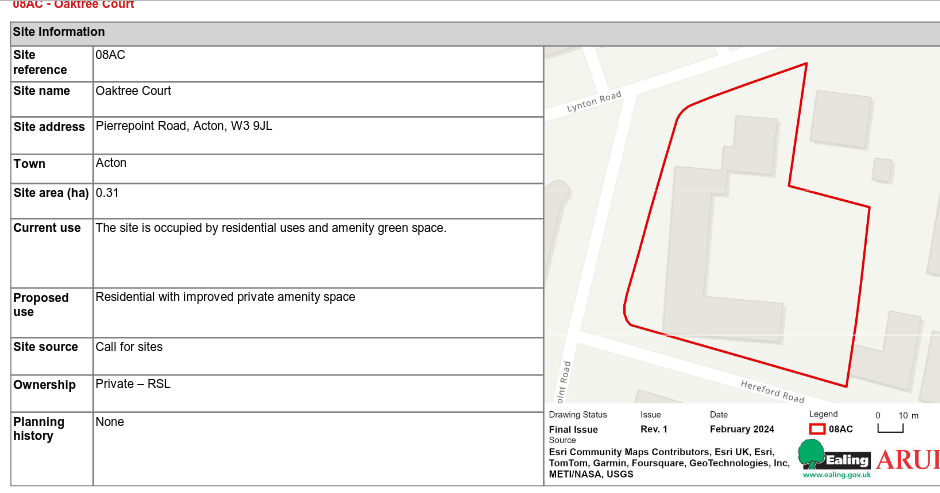 08AC - Oaktree Court
Site Information
Site
reference
08AC
Site name
Oaktree Court
Site address
Pierrepoint Road, Acton, W3 9JL
Town
Acton
Site area (ha)
0.31
Current use
The site is occupied by residential uses and amenity green space.
Proposed
use
Residential with improved private amenity space
Site source
Call for sites
Ownership
Private – RSL
Planning
history
None
Lynton Road
oint Road
Hereford Road
Drawing Status
Issue
Date
Legend
0 10 m
Final Issue
Rev. 1
February 2024
08AC
Source
Esri Community Maps Contributors, Esri UK, Esri,
TomTom, Garmin, Foursquare, GeoTechnologies, Inc,
METI/NASA, USGS
Ealing
www.ealing.gov.uk
ARUP